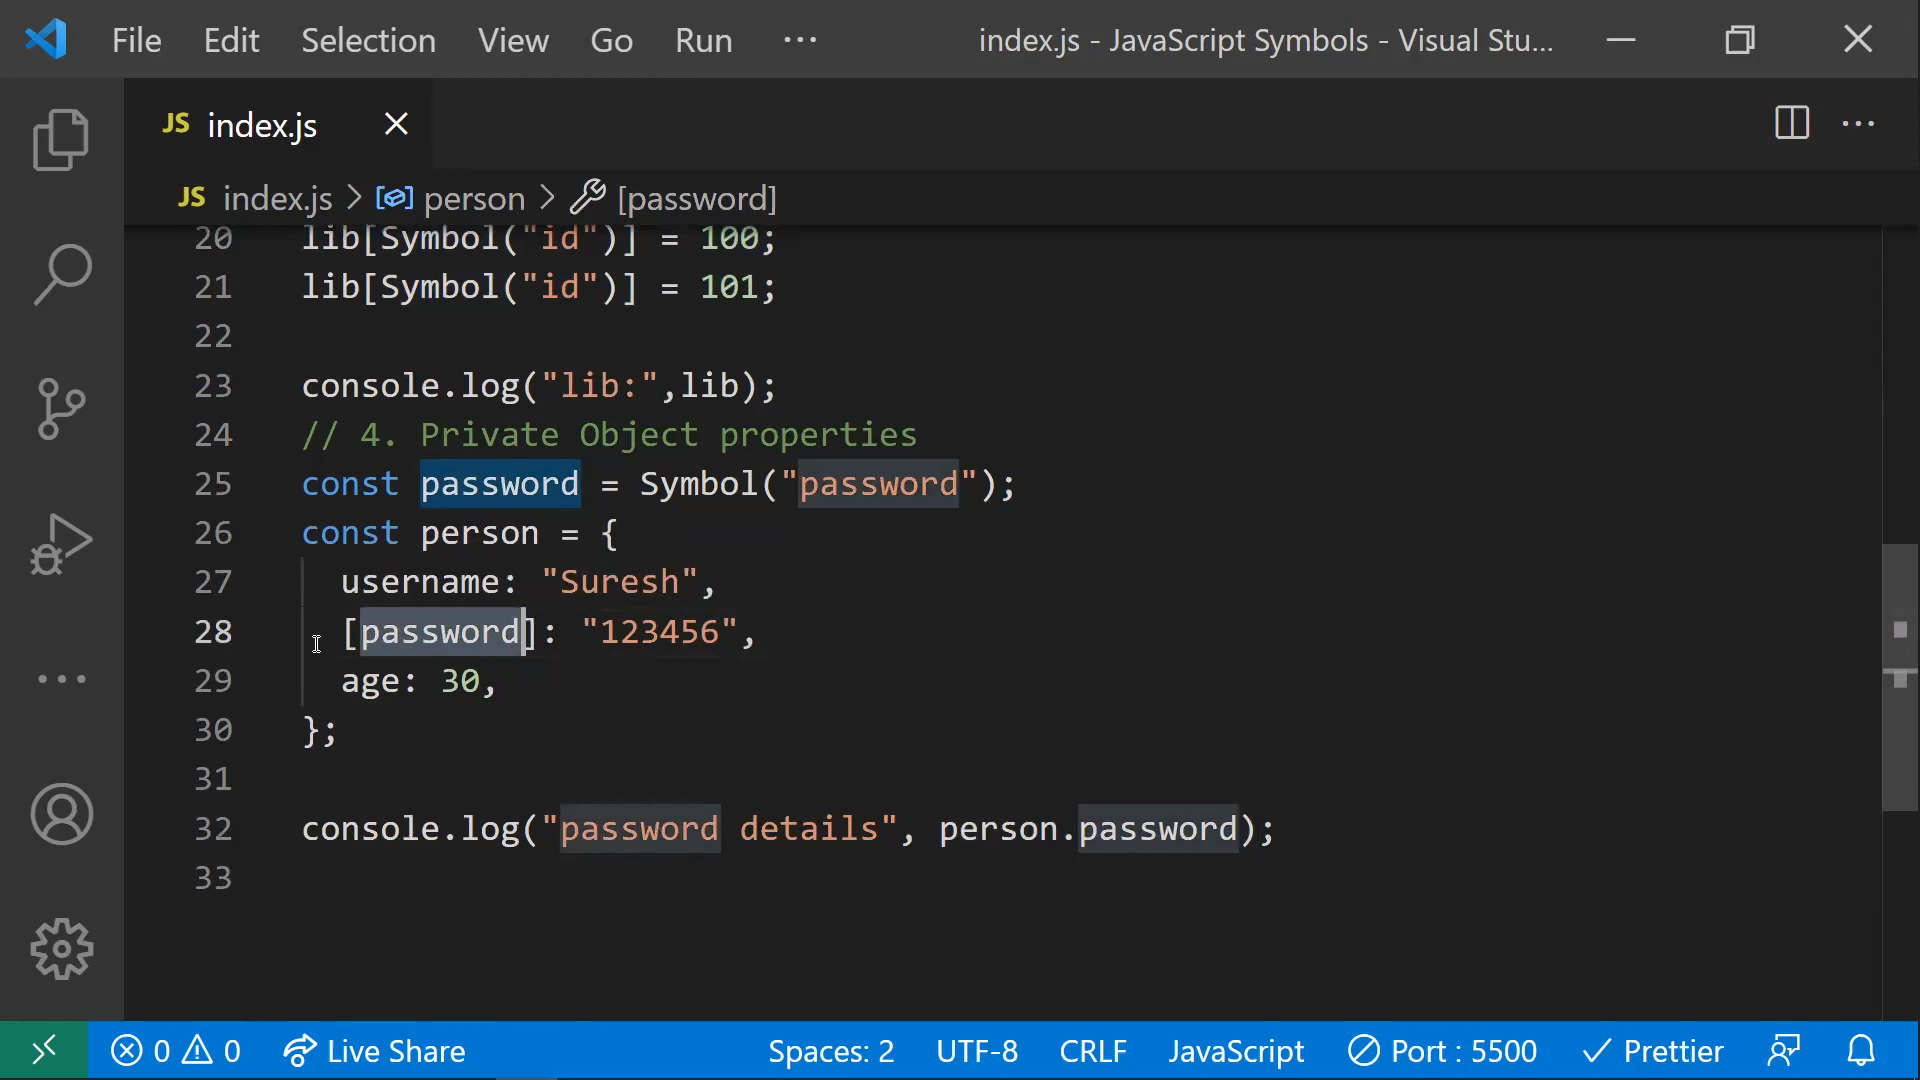 File Edit Selection View Go Run ··· index.js - JavaScript Symbols - Visual Stu...
JS index.js
JS index.js > person > [password]
20 lib[Symbol("id")] = 100;
21 lib[Symbol("id")] = 101;
22
23 console.log("lib:",lib);
24 // 4. Private Object properties
25 const password = Symbol("password");
26 const person = {
27 username: "Suresh",
28 [password]: "123456",
29 age: 30,
30 };
31
32 console.log("password details", person.password);
33
0 0 Live Share Spaces: 2 UTF-8 CRLF JavaScript Port : 5500 Prettier